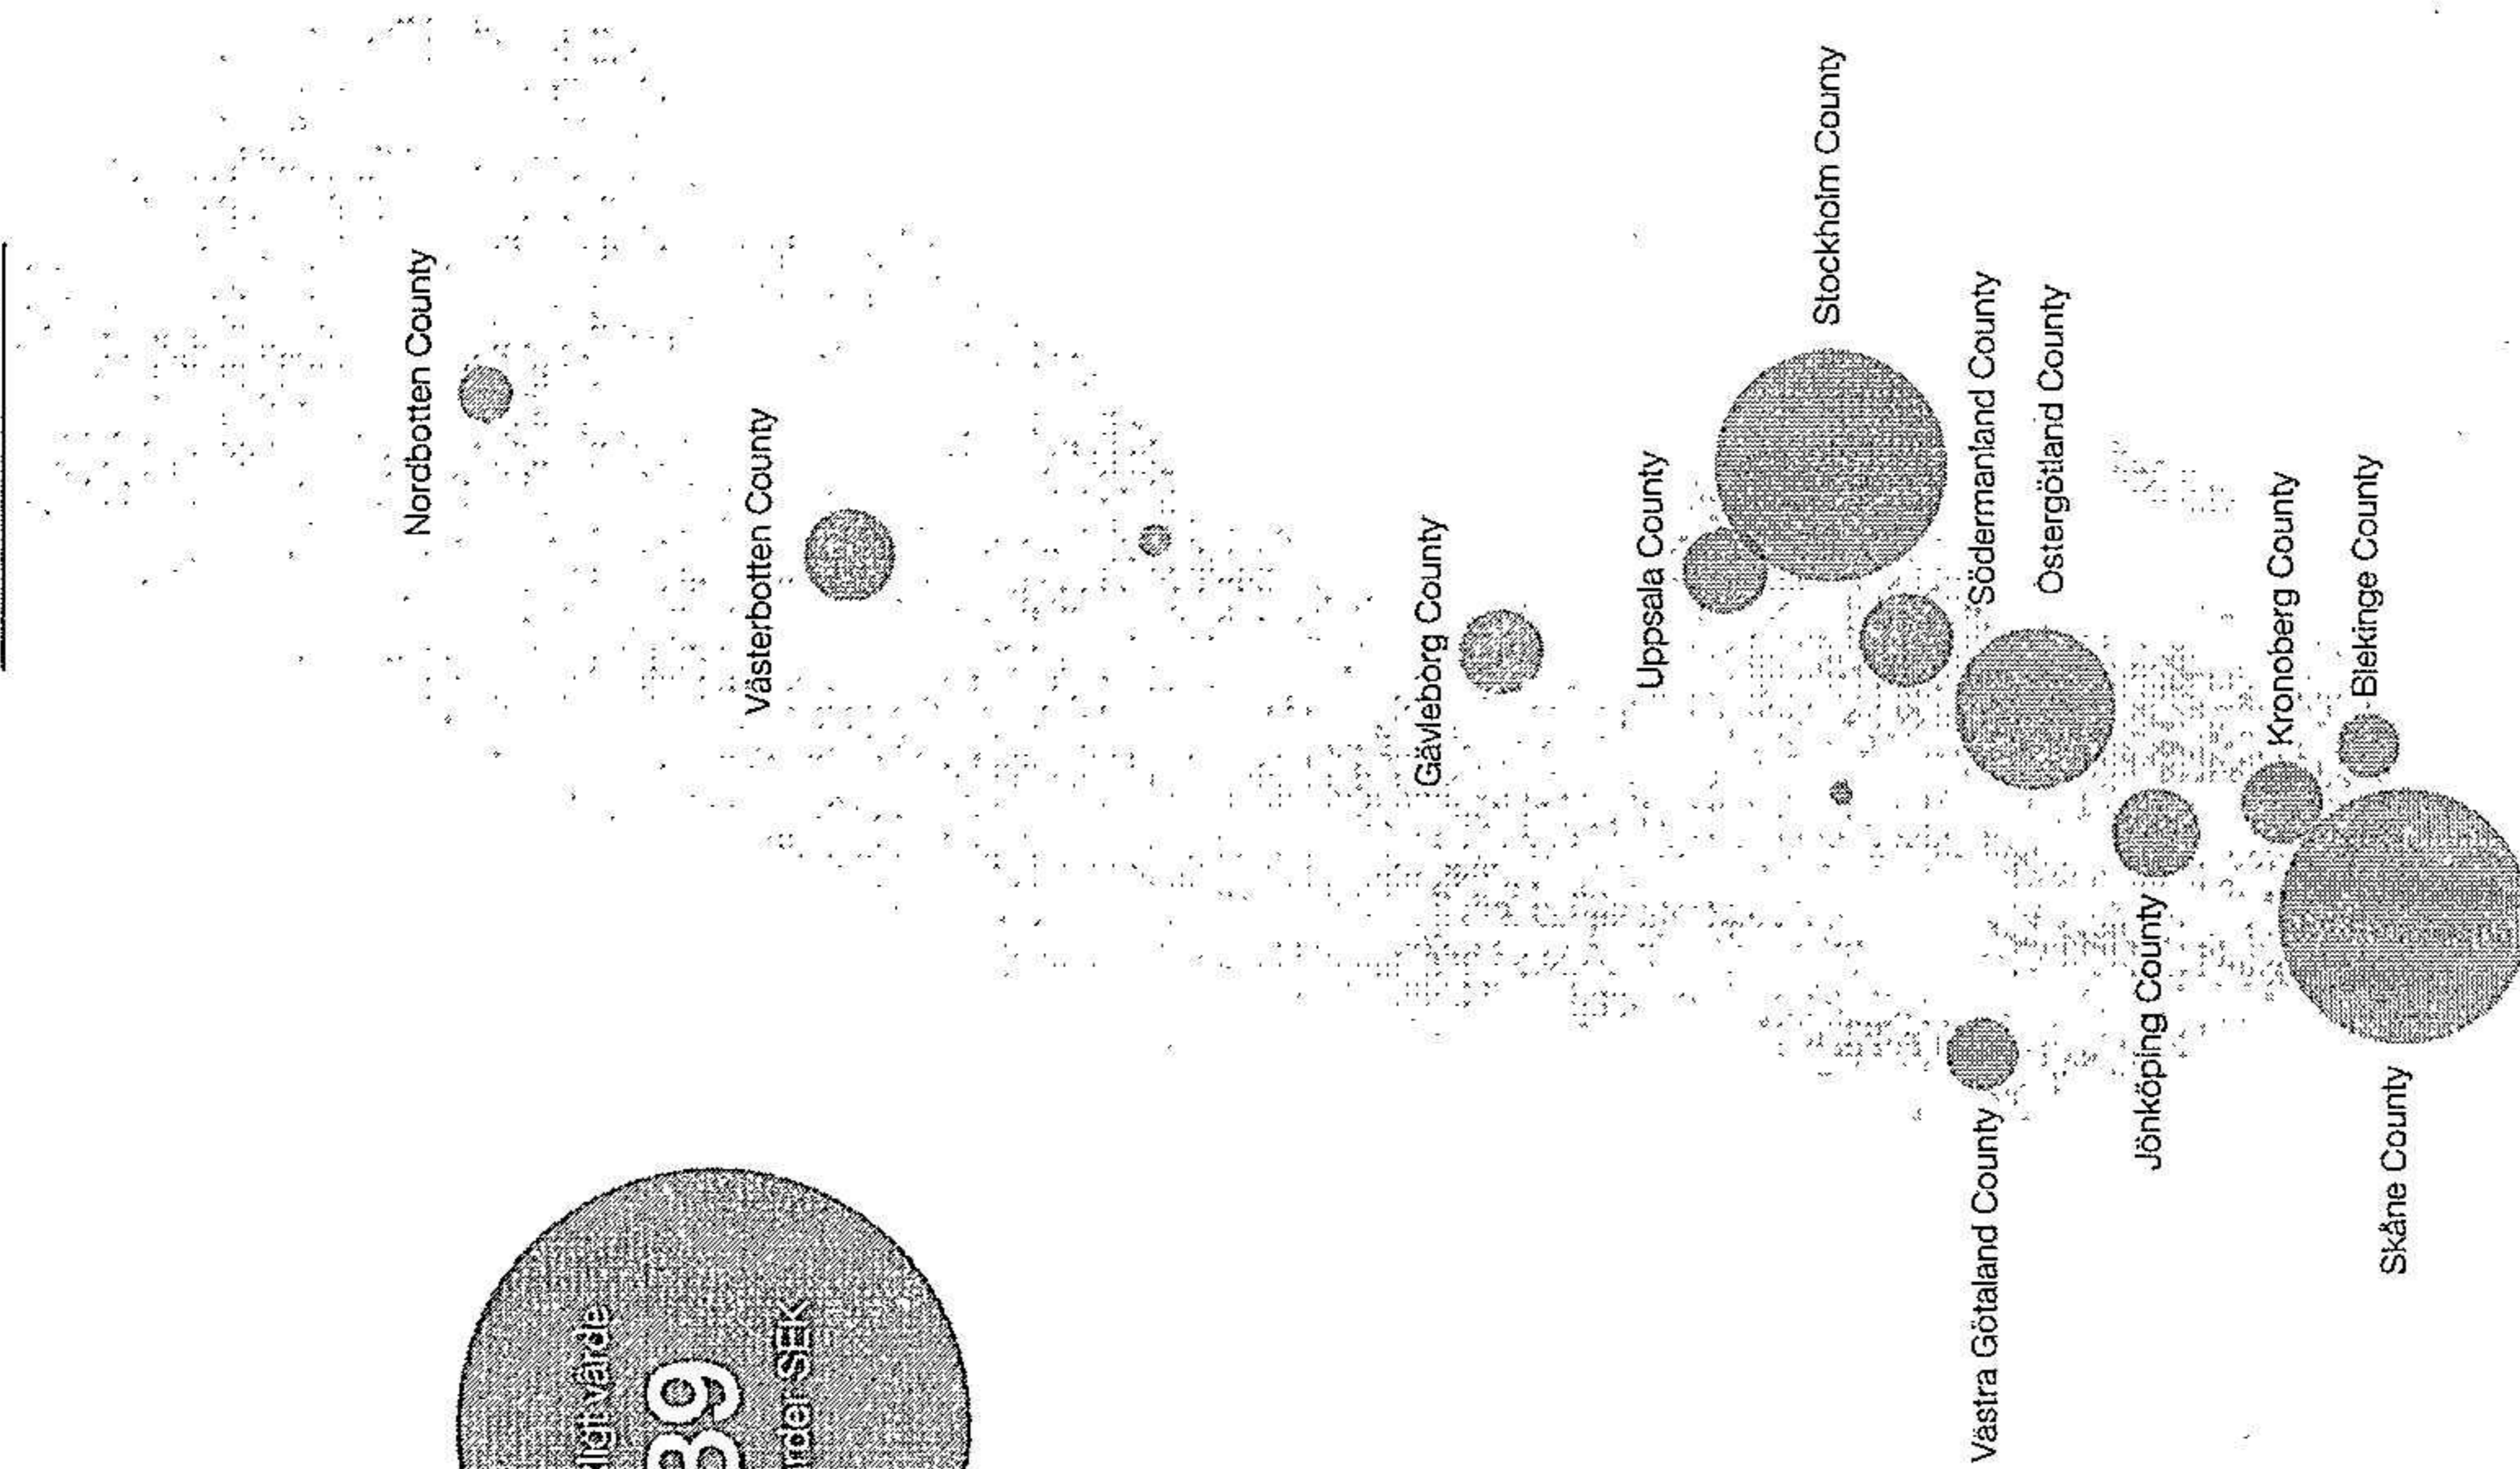 Nordbotten County
Västerbotten County
Gävleborg County
Uppsala County
Stockholm County
Södermanland County
Östergötland County
Kronoberg County
Blekinge County
Västra Götaland County
Jönköping County
Skåne County
värde
39
SEK